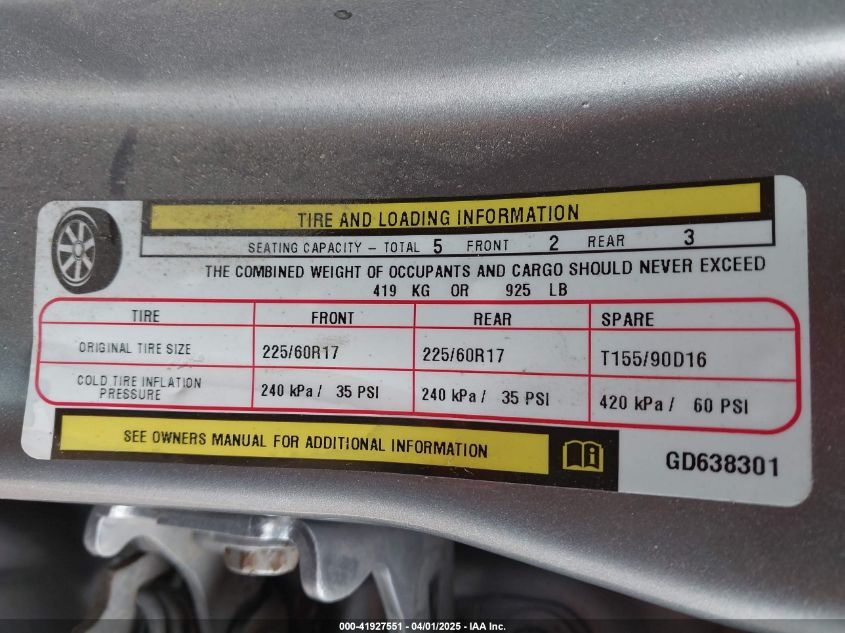 TIRE AND LOADING INFORMATION
SEATING CAPACITY – TOTAL 5 FRONT 2 REAR 3
THE COMBINED WEIGHT OF OCCUPANTS AND CARGO SHOULD NEVER EXCEED
419 KG OR 925 LB
TIRE FRONT REAR SPARE
ORIGINAL TIRE SIZE 225/60R17 225/60R17 T155/90D16
COLD TIRE INFLATION
PRESSURE 240 kPa / 35 PSI 240 kPa / 35 PSI 420 kPa / 60 PSI
SEE OWNERS MANUAL FOR ADDITIONAL INFORMATION
GD638301
000-41927551 - 04/01/2025 - IAA Inc.